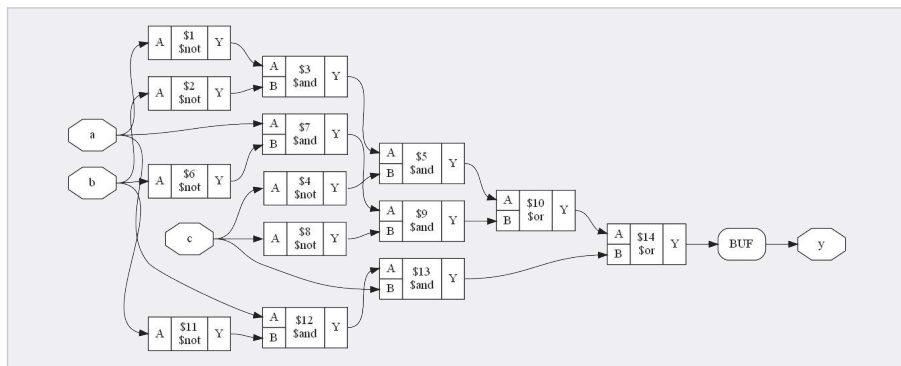 $1
A $not Y
$2
A $not Y
A $3 Y
B $and
a
A $7 Y
B $and
b
$6
A $not Y
$4
A $not Y
A $5 Y
B $and
c
$8
A $not Y
A $9 Y
B $and
A $10 Y
B $or
A $14 Y
B $or
BUF
y
A $13 Y
B $and
$11
A $not Y
A $12 Y
B $and